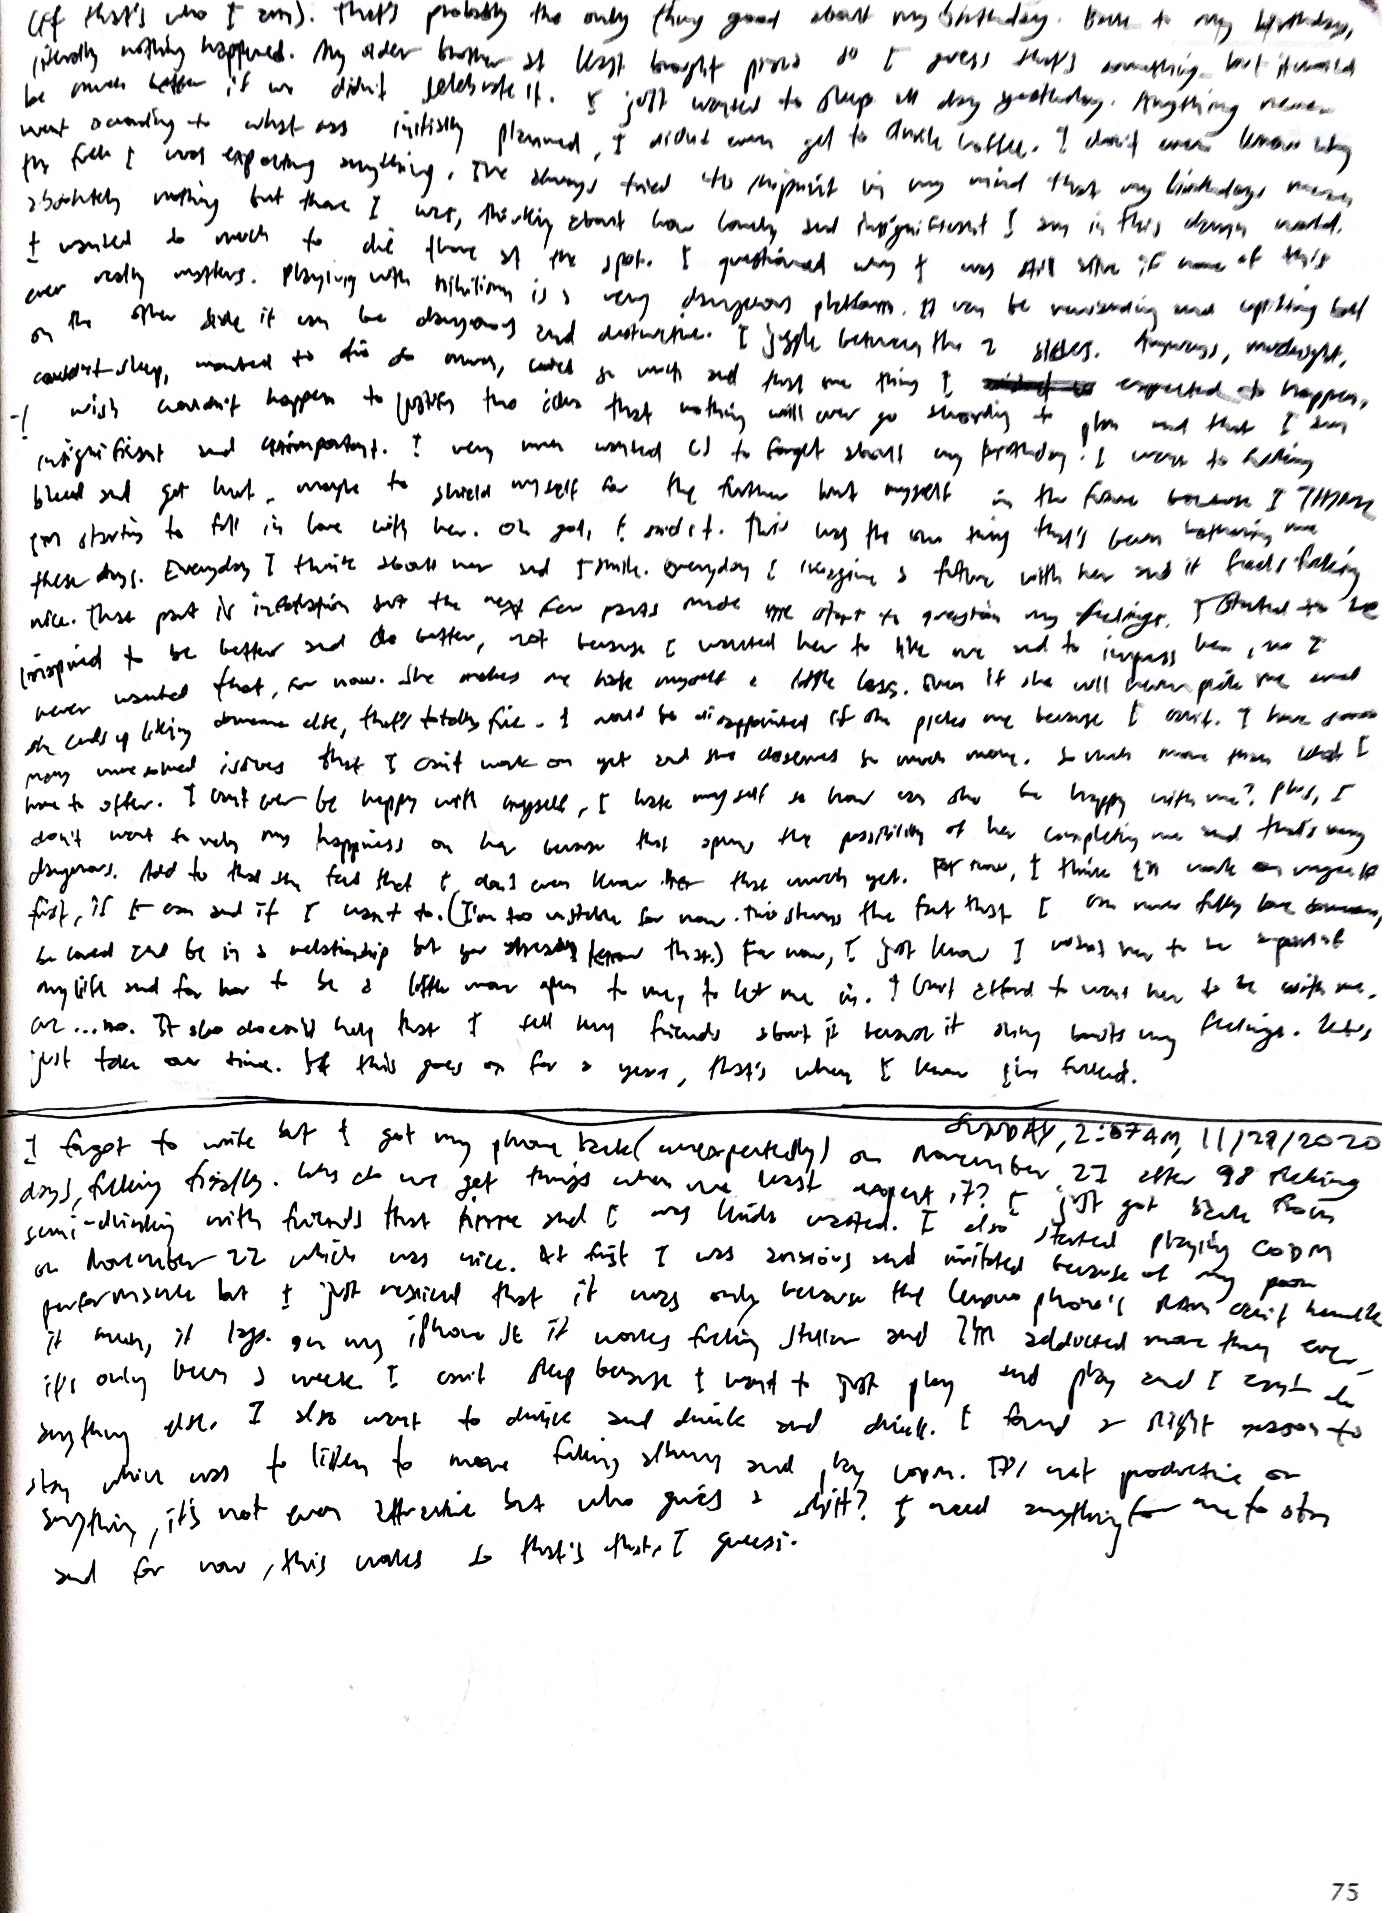 (if that's who I am). That's probably the only thing good about my birthday. Back to my birthday,
literally nothing happened. My older brother at least bought pizza so I guess that's something but it would
be much better if we didn't celebrate it. I just wanted to sleep all day yesterday. Anything never
went according to what was initially planned, I didn't even get to drink coffee. I don't even know why
the fuck I was expecting anything. I've always tried to imprint in my mind that my birthdays mean
absolutely nothing but there I was, thinking about how lonely and insignificant I am in this damn world.
I wanted so much to die there at the spot. I questioned why I was still alive if none of this
ever really matters. Playing with nihilism is a very dangerous platform. It can be rewarding and uplifting but
on the other side it can be dangerous and destructive. I juggle between the 2 sides. Anyways, midnight,
couldn't sleep, wanted to die so much, cried so much and that one thing I expected to happen,
-I wish wouldn't happen to justify the idea that nothing will ever go according to plan and that I am
insignificant and unimportant. I very much wanted CJ to forget about my birthday! I want to fucking
bleed and get hurt, maybe to shield myself for the further hurt myself in the future because I THINK
I'm starting to fall in love with her. Oh god, I said it. This was the one thing that's been bothering me
these days. Everyday I think about her and I smile. Everyday I imagine a future with her and it feels fucking
nice. That part is infatuation but the next few parts made me start to question my feelings. I started to be
inspired to be better and do better, not because I wanted her to like me and to impress her, no I
never wanted that, for now. She makes me hate myself a little less. Even if she will never pick me and
she ends up liking someone else, that's totally fine. I would be disappointed if she picks me because I can't. I have
many unresolved issues that I can't work on yet and she deserves so much more. So much more than what I
have to offer. I can't ever be happy with myself, I hate myself so how can she be happy with me? Plus, I
don't want to rely my happiness on her because that opens the possibility of her completing me and that's very
dangerous. Add to that the fact that I don't even know her that much yet. For now, I think I'll work on myself
first, if I can and if I want to. (I'm too unstable for now. This shows the fact that I can never fully love someone,
be loved and be in a relationship but you already know that.) For now, I just know I want her to be a part of
my life and for her to be a little more open to me, to let me in. I can't afford to want her to be with me.
or...no. It also doesn't help that I tell my friends about it because it only hurts my feelings. Let's
just take our time. If this goes on for a year, that's when I know I'm fucked.
SUNDAY, 2:07AM, 11/29/2020
I forgot to write but I got my phone back (unexpectedly) on November 27 after 98 fucking
days, fucking finally. Why do we get things when we least expect it? I just got back from
semi-drinking with friends that time and I was kinda wasted. I also started playing CODM
on November 22 which was nice. At first I was anxious and irritated because of my poor
performance but I just realized that it was only because the Lenovo phone's RAM can't handle
it much, it lags. On my iPhone SE it works fucking stellar and I'm addicted more than ever,
it's only been a week. I can't sleep because I want to just play and play and I can't do
anything else. I also want to drink and drink and drink. I found a slight reason to
stay which was to listen to more fucking albums and play CODM. It's not productive or
anything, it's not even attractive but who gives a shit? I need anything for me to stay
and for now, this works so that's that, I guess.
75